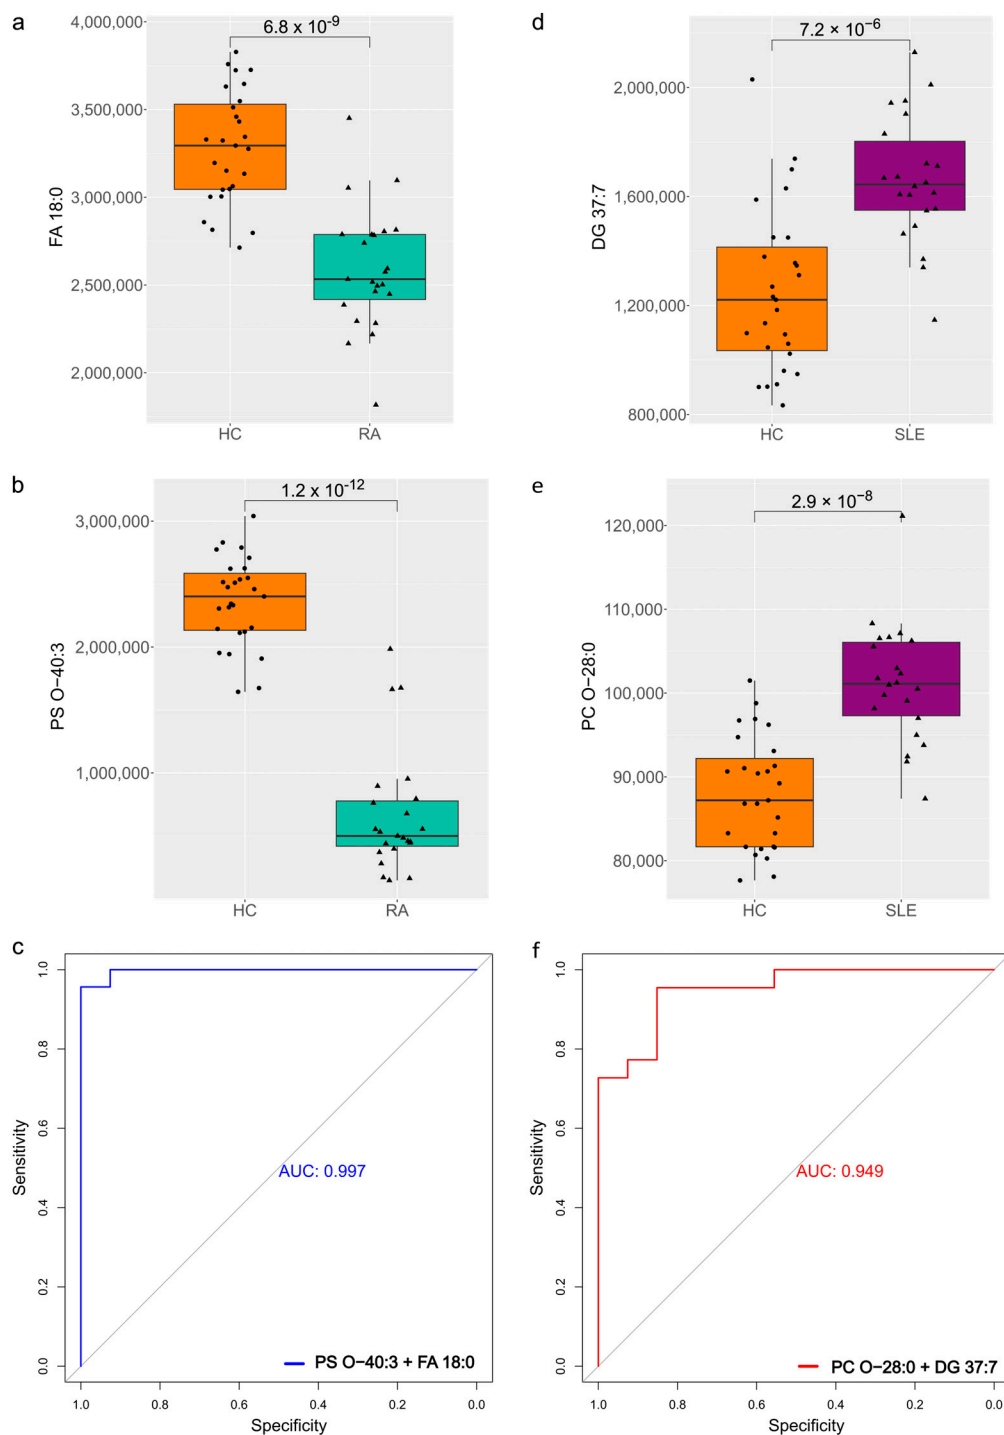 a
6.8 x 10-9
4,000,000
3,500,000
3,000,000
2,500,000
2,000,000
FA 18:0
HC
RA
d
7.2 × 10−6
2,000,000
1,600,000
1,200,000
800,000
DG 37:7
HC
SLE
b
1.2 x 10-12
3,000,000
2,000,000
1,000,000
PS O−40:3
HC
RA
e
2.9 × 10−8
120,000
110,000
100,000
90,000
80,000
PC O−28:0
HC
SLE
c
1.0
0.8
0.6
0.4
0.2
0.0
Sensitivity
AUC: 0.997
PS O−40:3 + FA 18:0
1.0
0.8
0.6
0.4
0.2
0.0
Specificity
f
1.0
0.8
0.6
0.4
0.2
0.0
Sensitivity
AUC: 0.949
PC O−28:0 + DG 37:7
1.0
0.8
0.6
0.4
0.2
0.0
Specificity